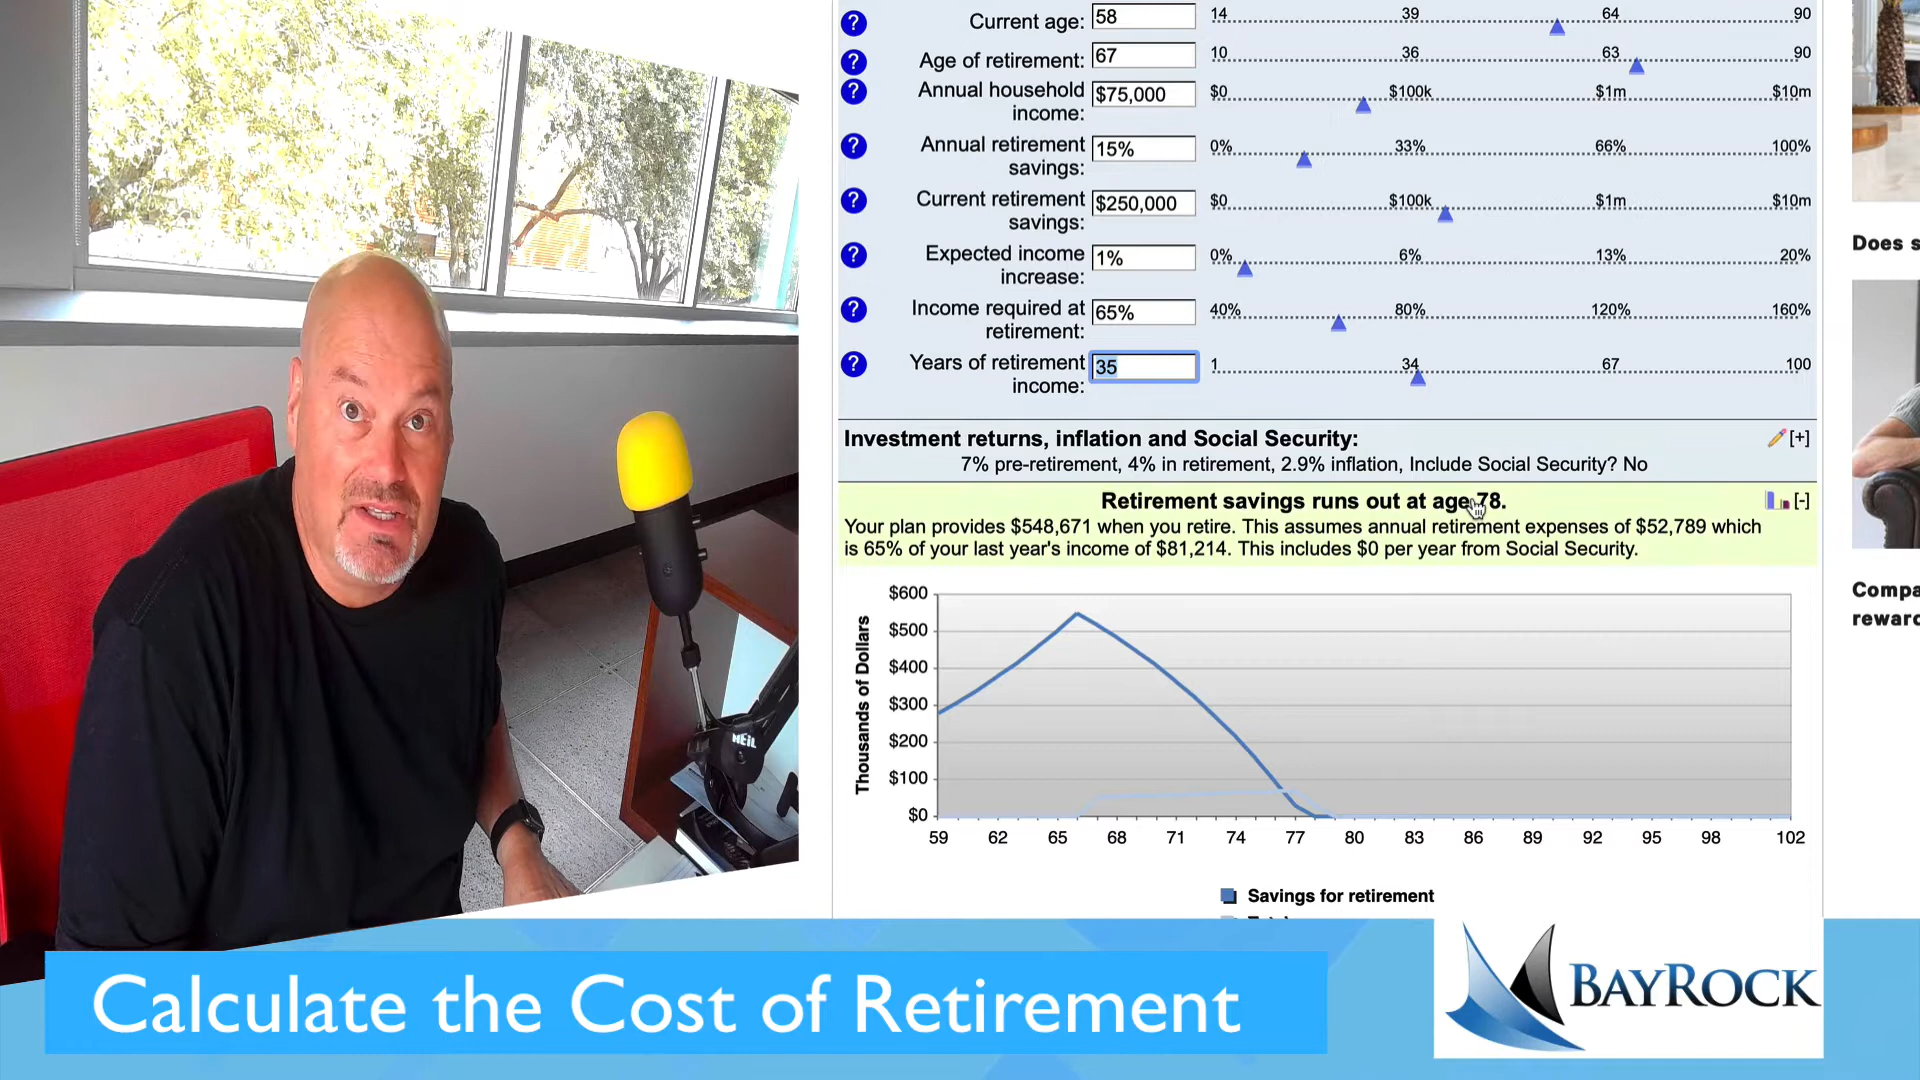 ? Current age: 58 14 39 64 90
? Age of retirement: 67 10 36 63 90
? Annual household income: $75,000 $0 $100k $1m $10m
? Annual retirement savings: 15% 0% 33% 66% 100%
? Current retirement savings: $250,000 $0 $100k $1m $10m
? Expected income increase: 1% 0% 6% 13% 20%
? Income required at retirement: 65% 40% 80% 120% 160%
? Years of retirement income: 35 1 34 67 100
Investment returns, inflation and Social Security: [+]
7% pre-retirement, 4% in retirement, 2.9% inflation, Include Social Security? No
Retirement savings runs out at age 78. [-]
Your plan provides $548,671 when you retire. This assumes annual retirement expenses of $52,789 which
is 65% of your last year's income of $81,214. This includes $0 per year from Social Security.
Thousands of Dollars
$600
$500
$400
$300
$200
$100
$0
59 62 65 68 71 74 77 80 83 86 89 92 95 98 102
Savings for retirement
Does s
Compa
reward
HEiL
Calculate the Cost of Retirement
BAYROCK